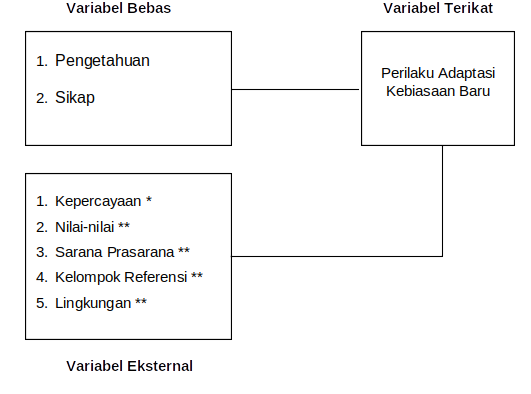 Variabel Bebas
Variabel Terikat
1. Pengetahuan
2. Sikap
Perilaku Adaptasi
Kebiasaan Baru
1. Kepercayaan *
2. Nilai-nilai **
3. Sarana Prasarana **
4. Kelompok Referensi **
5. Lingkungan **
Variabel Eksternal